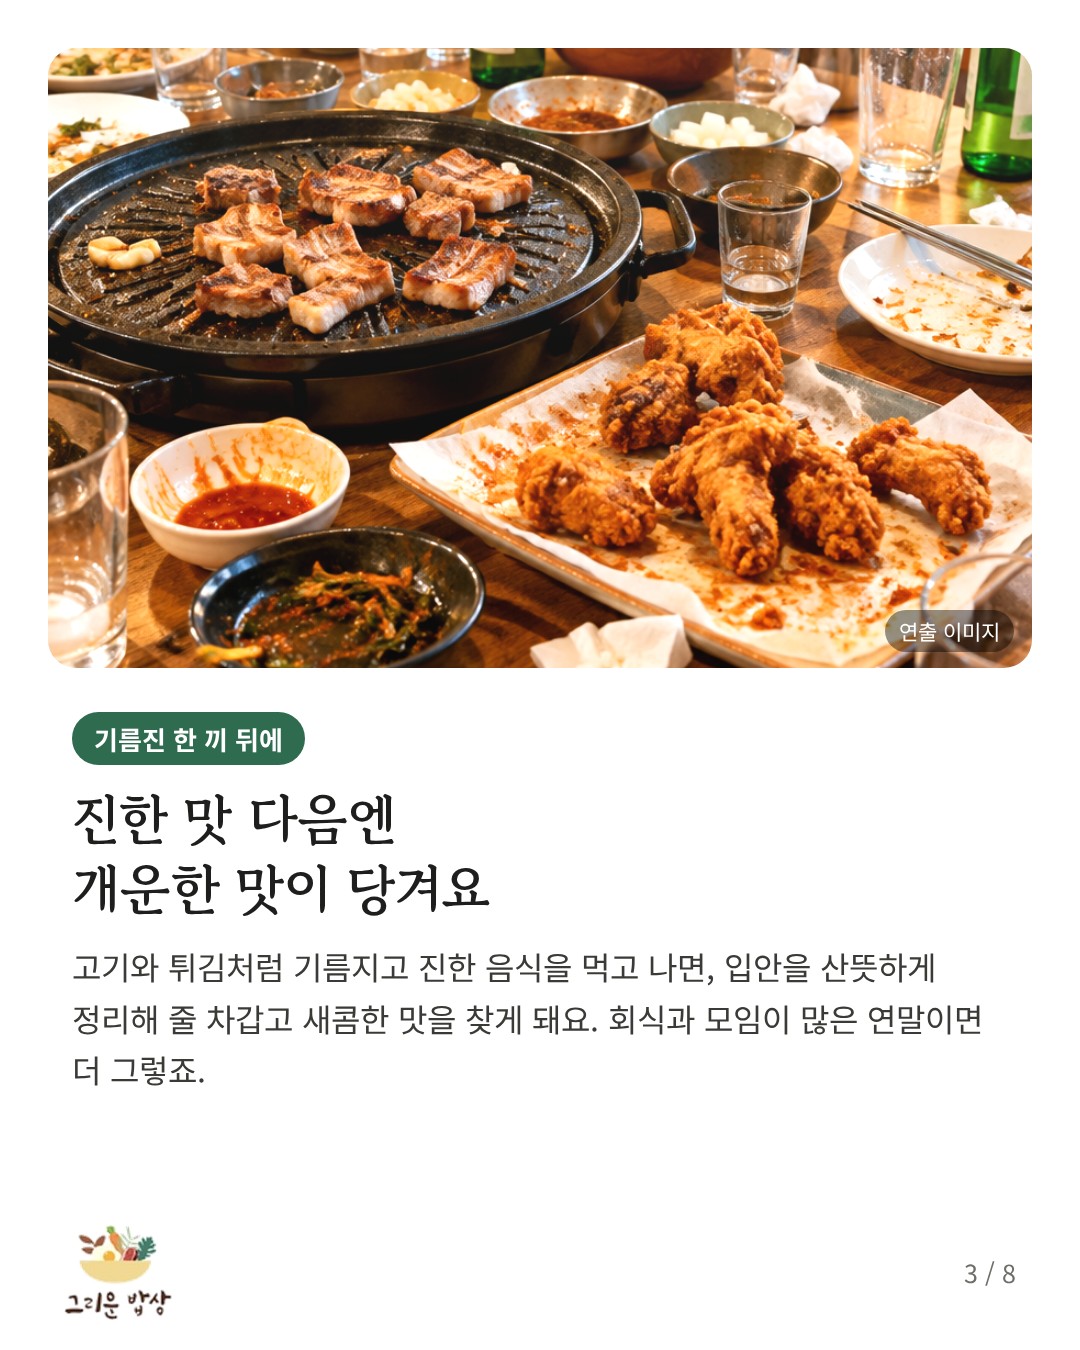 연출 이미지
기름진 한 끼 뒤에
진한 맛 다음엔
개운한 맛이 당겨요
고기와 튀김처럼 기름지고 진한 음식을 먹고 나면, 입안을 산뜻하게
정리해 줄 차갑고 새콤한 맛을 찾게 돼요. 회식과 모임이 많은 연말이면
더 그렇죠.
그리운 밥상
3 / 8